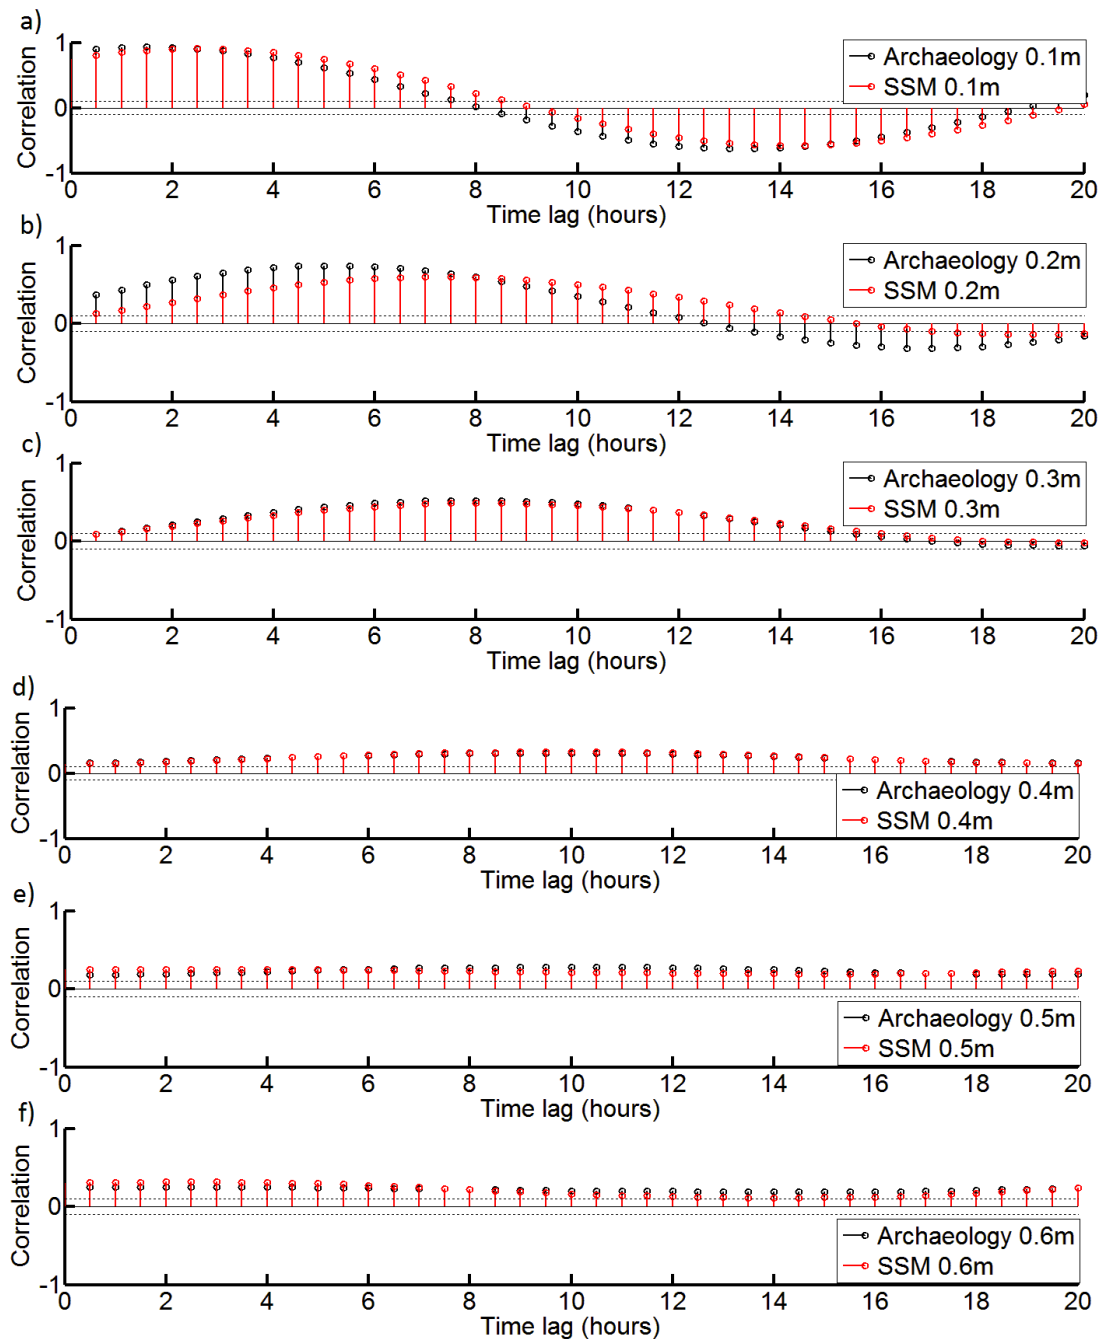 a)
1
0
-1
Correlation
Archaeology 0.1m
SSM 0.1m
0 2 4 6 8 10 12 14 16 18 20
Time lag (hours)
b)
1
0
-1
Correlation
Archaeology 0.2m
SSM 0.2m
0 2 4 6 8 10 12 14 16 18 20
Time lag (hours)
c)
1
0
-1
Correlation
Archaeology 0.3m
SSM 0.3m
0 2 4 6 8 10 12 14 16 18 20
Time lag (hours)
d)
1
0
-1
Correlation
Archaeology 0.4m
SSM 0.4m
0 2 4 6 8 10 12 14 16 18 20
Time lag (hours)
e)
1
0
-1
Correlation
Archaeology 0.5m
SSM 0.5m
0 2 4 6 8 10 12 14 16 18 20
Time lag (hours)
f)
1
0
-1
Correlation
Archaeology 0.6m
SSM 0.6m
0 2 4 6 8 10 12 14 16 18 20
Time lag (hours)